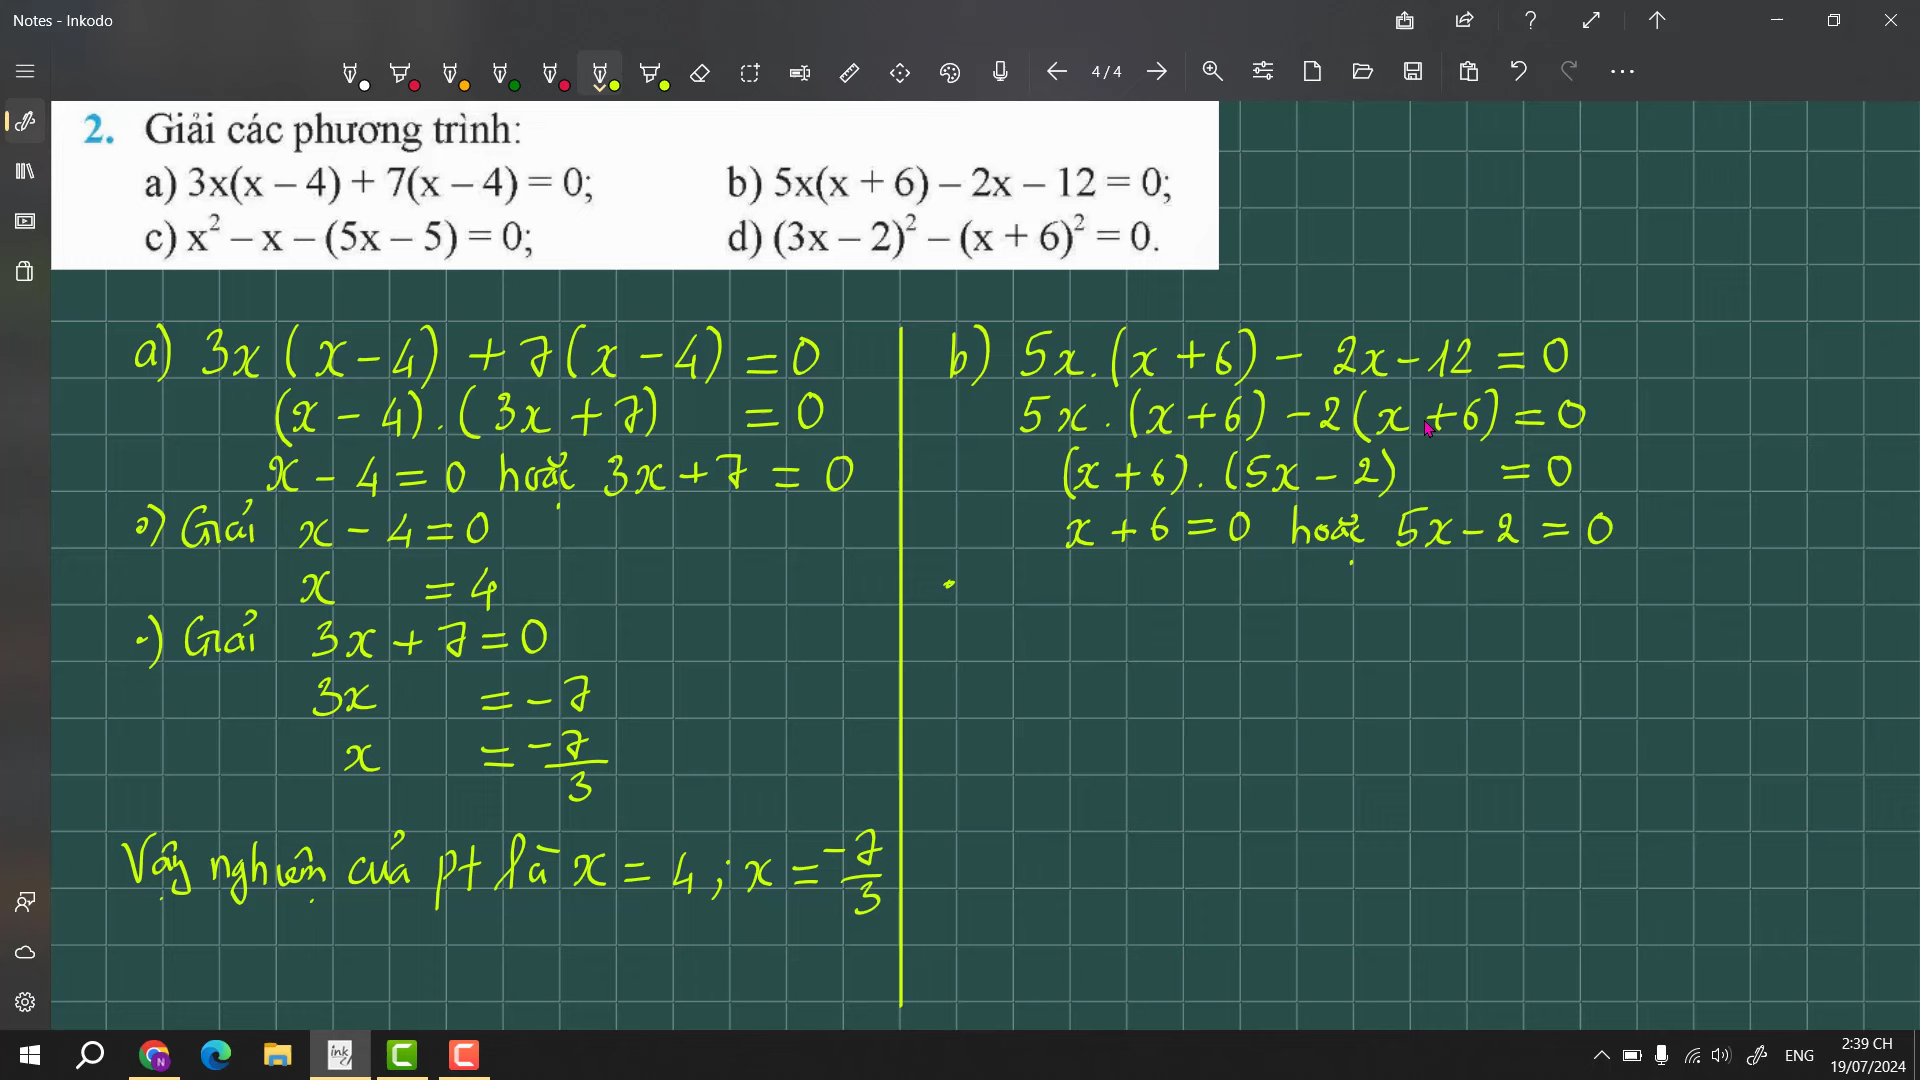 Notes - Inkodo
4 / 4
2. Giải các phương trình:
a) 3x(x – 4) + 7(x – 4) = 0;
b) 5x(x + 6) – 2x – 12 = 0;
c) x² – x – (5x – 5) = 0;
d) (3x – 2)² – (x + 6)² = 0.
a) 3x (x – 4) + 7 (x – 4) = 0
(x – 4) . (3x + 7) = 0
x – 4 = 0 hoặc 3x + 7 = 0
•) Giải x – 4 = 0
x = 4
•) Giải 3x + 7 = 0
3x = – 7
x = –7/3
Vậy nghiệm của pt là x = 4 ; x = –7/3
b) 5x . (x + 6) – 2x – 12 = 0
5x . (x + 6) – 2 (x + 6) = 0
(x + 6) . (5x – 2) = 0
x + 6 = 0 hoặc 5x – 2 = 0
ink
N
ENG
2:39 CH
19/07/2024